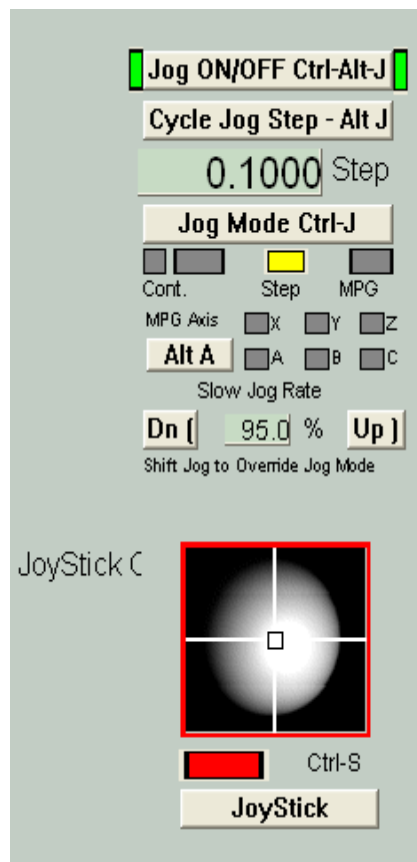 Jog ON/OFF Ctrl-Alt-J
Cycle Jog Step - Alt J
0.1000 Step
Jog Mode Ctrl-J
Cont. Step MPG
MPG Axis X Y Z
Alt A A B C
Slow Jog Rate
Dn ( 95.0 % Up )
Shift Jog to Override Jog Mode
JoyStick C
Ctrl-S
JoyStick